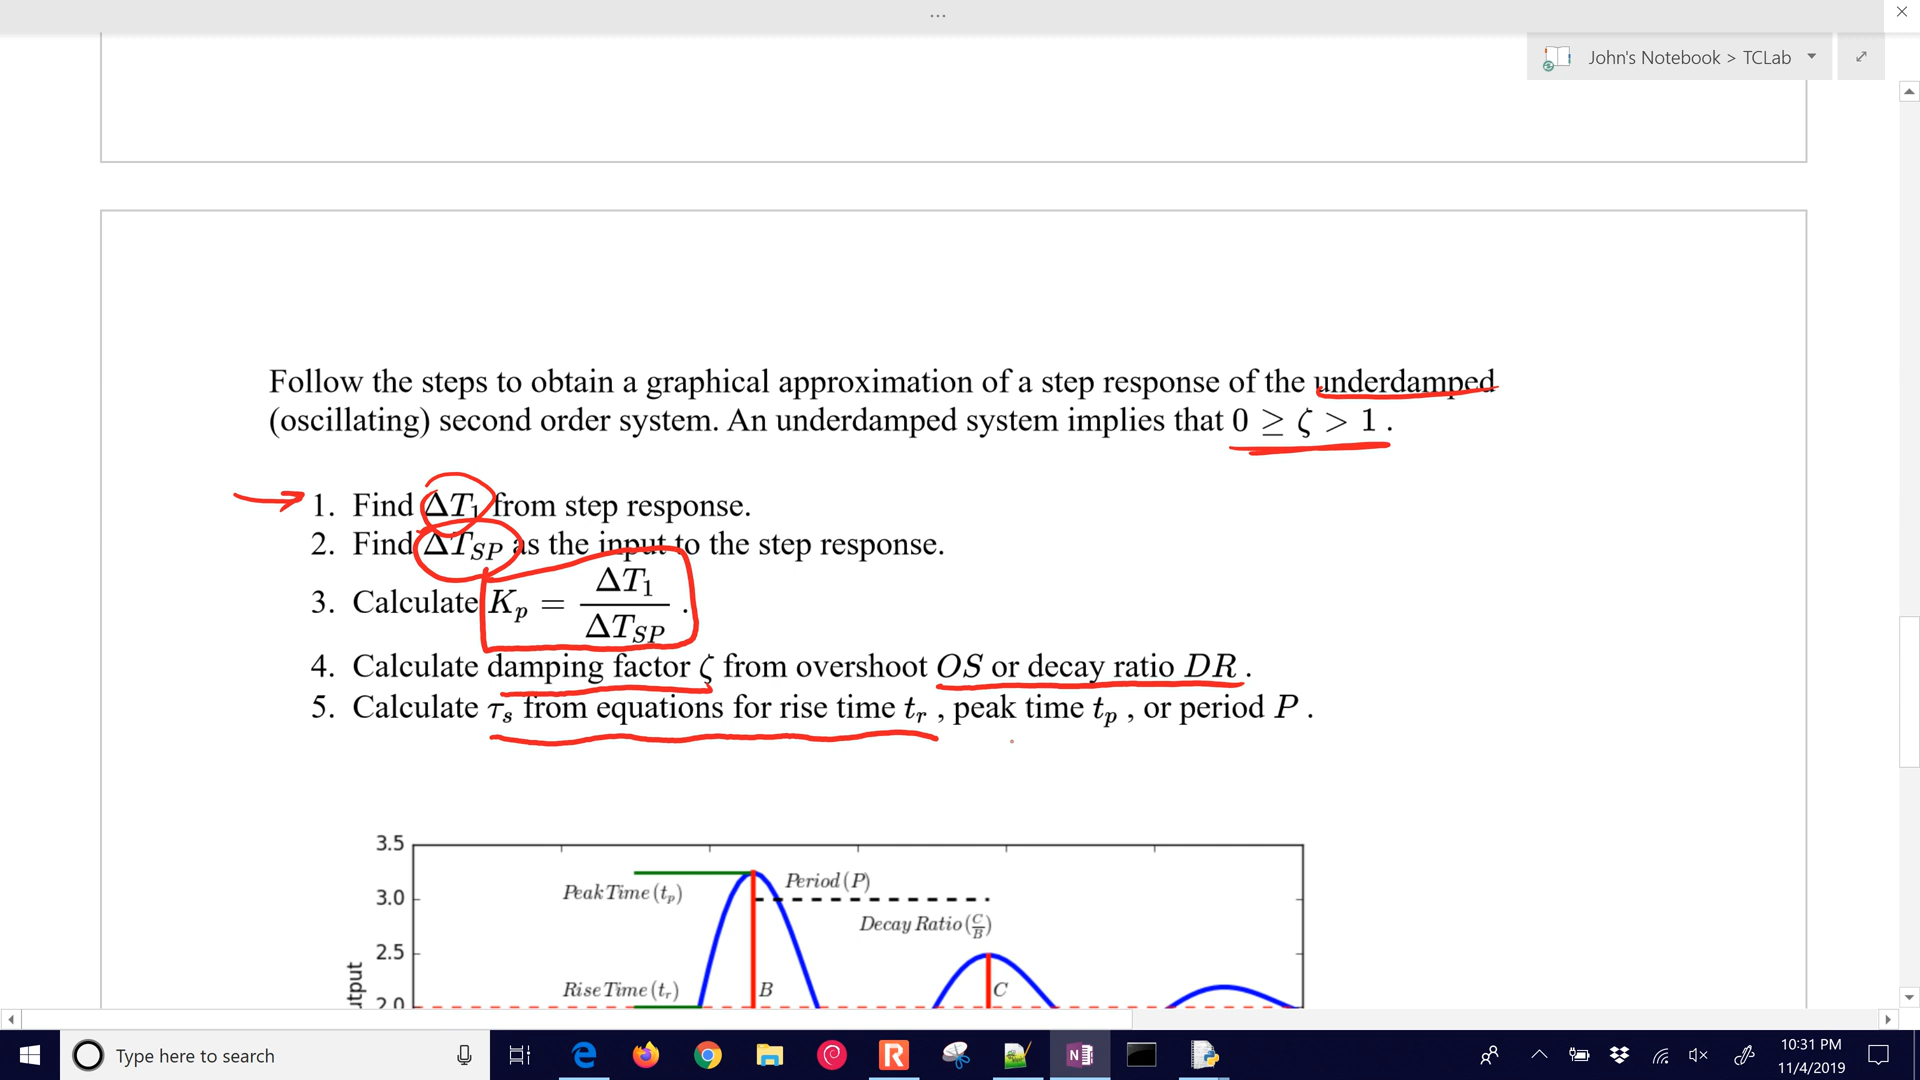 ...
John's Notebook > TCLab
Follow the steps to obtain a graphical approximation of a step response of the underdamped
(oscillating) second order system. An underdamped system implies that 0 ≥ ζ > 1 .
1. Find ΔT₁ from step response.
2. Find ΔT_SP as the input to the step response.
3. Calculate K_p = ΔT₁ / ΔT_SP .
4. Calculate damping factor ζ from overshoot OS or decay ratio DR .
5. Calculate τ_s from equations for rise time t_r , peak time t_p , or period P .
3.5
Peak Time (t_p)
Period (P)
3.0
Decay Ratio (C/B)
2.5
utput
Rise Time (t_r)
B
C
2.0
Type here to search
10:31 PM
11/4/2019